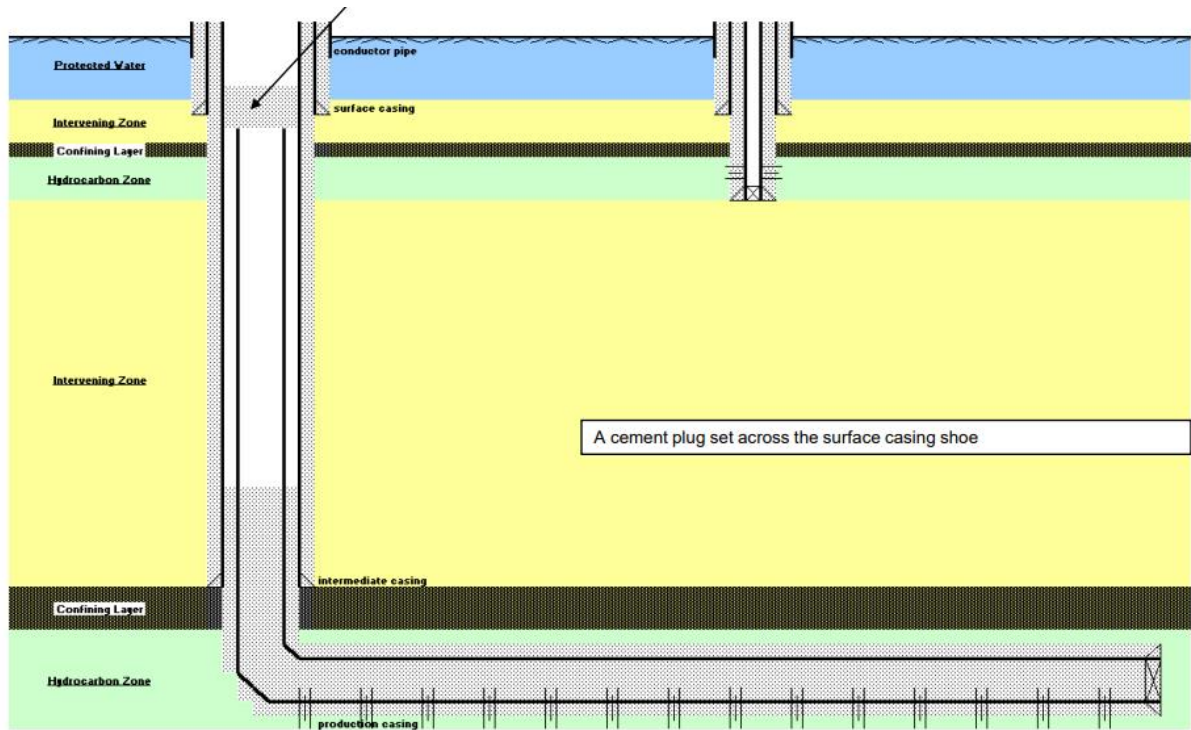 conductor pipe
Protected Water
surface casing
Intervening Zone
Confining Layer
Hydrocarbon Zone
Intervening Zone
A cement plug set across the surface casing shoe
intermediate casing
Confining Layer
Hydrocarbon Zone
production casing